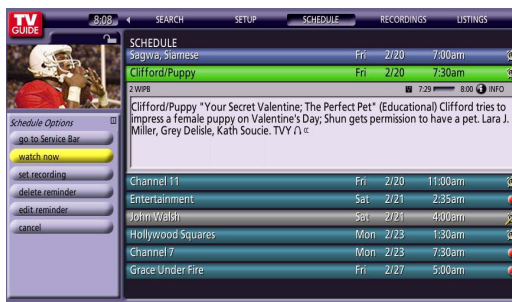 TV GUIDE 8:08 SEARCH SETUP SCHEDULE RECORDINGS LISTINGS
SCHEDULE
Sagwa, Siamese Fri 2/20 7:00am
Clifford/Puppy Fri 2/20 7:30am
2 WIPB 7:29 8:00 INFO
Clifford/Puppy "Your Secret Valentine; The Perfect Pet" (Educational) Clifford tries to
impress a female puppy on Valentine's Day; Shun gets permission to have a pet. Lara J.
Miller, Grey Delisle, Kath Soucie. TVY
Schedule Options
go to Service Bar
watch now
set recording
delete reminder
edit reminder
cancel
Channel 11 Fri 2/20 11:00am
Entertainment Sat 2/21 2:35am
John Walsh Sat 2/21 4:00am
Hollywood Squares Mon 2/23 1:30am
Channel 7 Mon 2/23 7:30am
Grace Under Fire Fri 2/27 5:00am